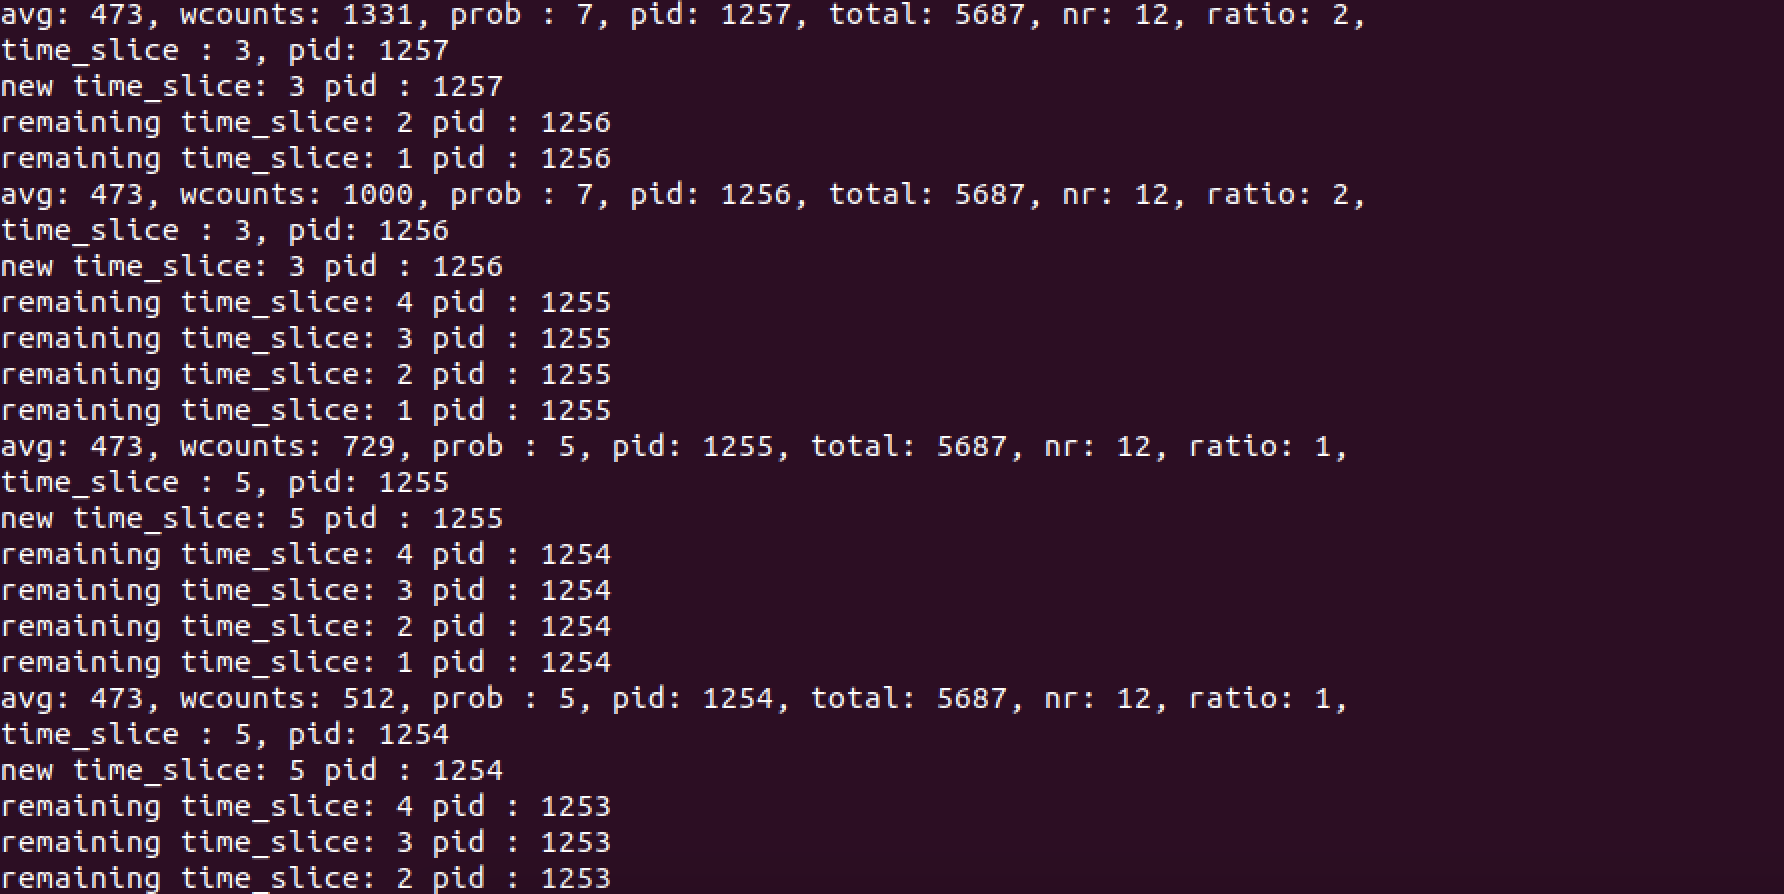 avg: 473, wcounts: 1331, prob : 7, pid: 1257, total: 5687, nr: 12, ratio: 2,
time_slice : 3, pid: 1257
new time_slice: 3 pid : 1257
remaining time_slice: 2 pid : 1256
remaining time_slice: 1 pid : 1256
avg: 473, wcounts: 1000, prob : 7, pid: 1256, total: 5687, nr: 12, ratio: 2,
time_slice : 3, pid: 1256
new time_slice: 3 pid : 1256
remaining time_slice: 4 pid : 1255
remaining time_slice: 3 pid : 1255
remaining time_slice: 2 pid : 1255
remaining time_slice: 1 pid : 1255
avg: 473, wcounts: 729, prob : 5, pid: 1255, total: 5687, nr: 12, ratio: 1,
time_slice : 5, pid: 1255
new time_slice: 5 pid : 1255
remaining time_slice: 4 pid : 1254
remaining time_slice: 3 pid : 1254
remaining time_slice: 2 pid : 1254
remaining time_slice: 1 pid : 1254
avg: 473, wcounts: 512, prob : 5, pid: 1254, total: 5687, nr: 12, ratio: 1,
time_slice : 5, pid: 1254
new time_slice: 5 pid : 1254
remaining time_slice: 4 pid : 1253
remaining time_slice: 3 pid : 1253
remaining time_slice: 2 pid : 1253